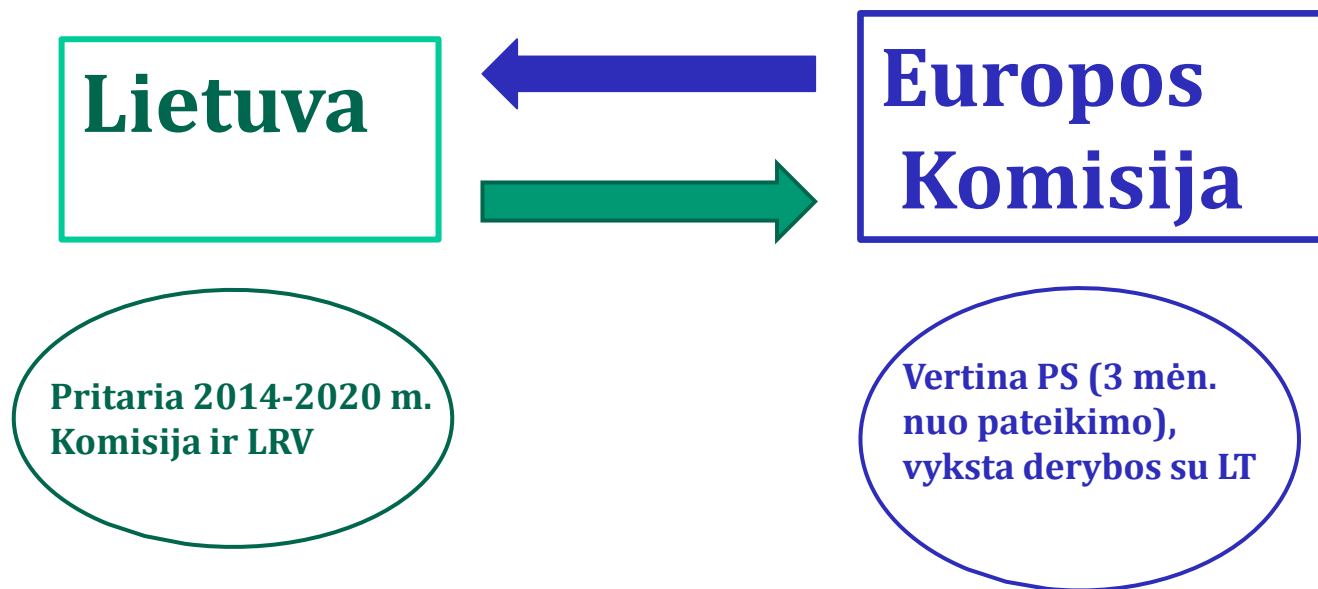 Lietuva
Europos
Komisija
Pritaria 2014-2020 m.
Komisija ir LRV
Vertina PS (3 mėn.
nuo pateikimo),
vyksta derybos su LT